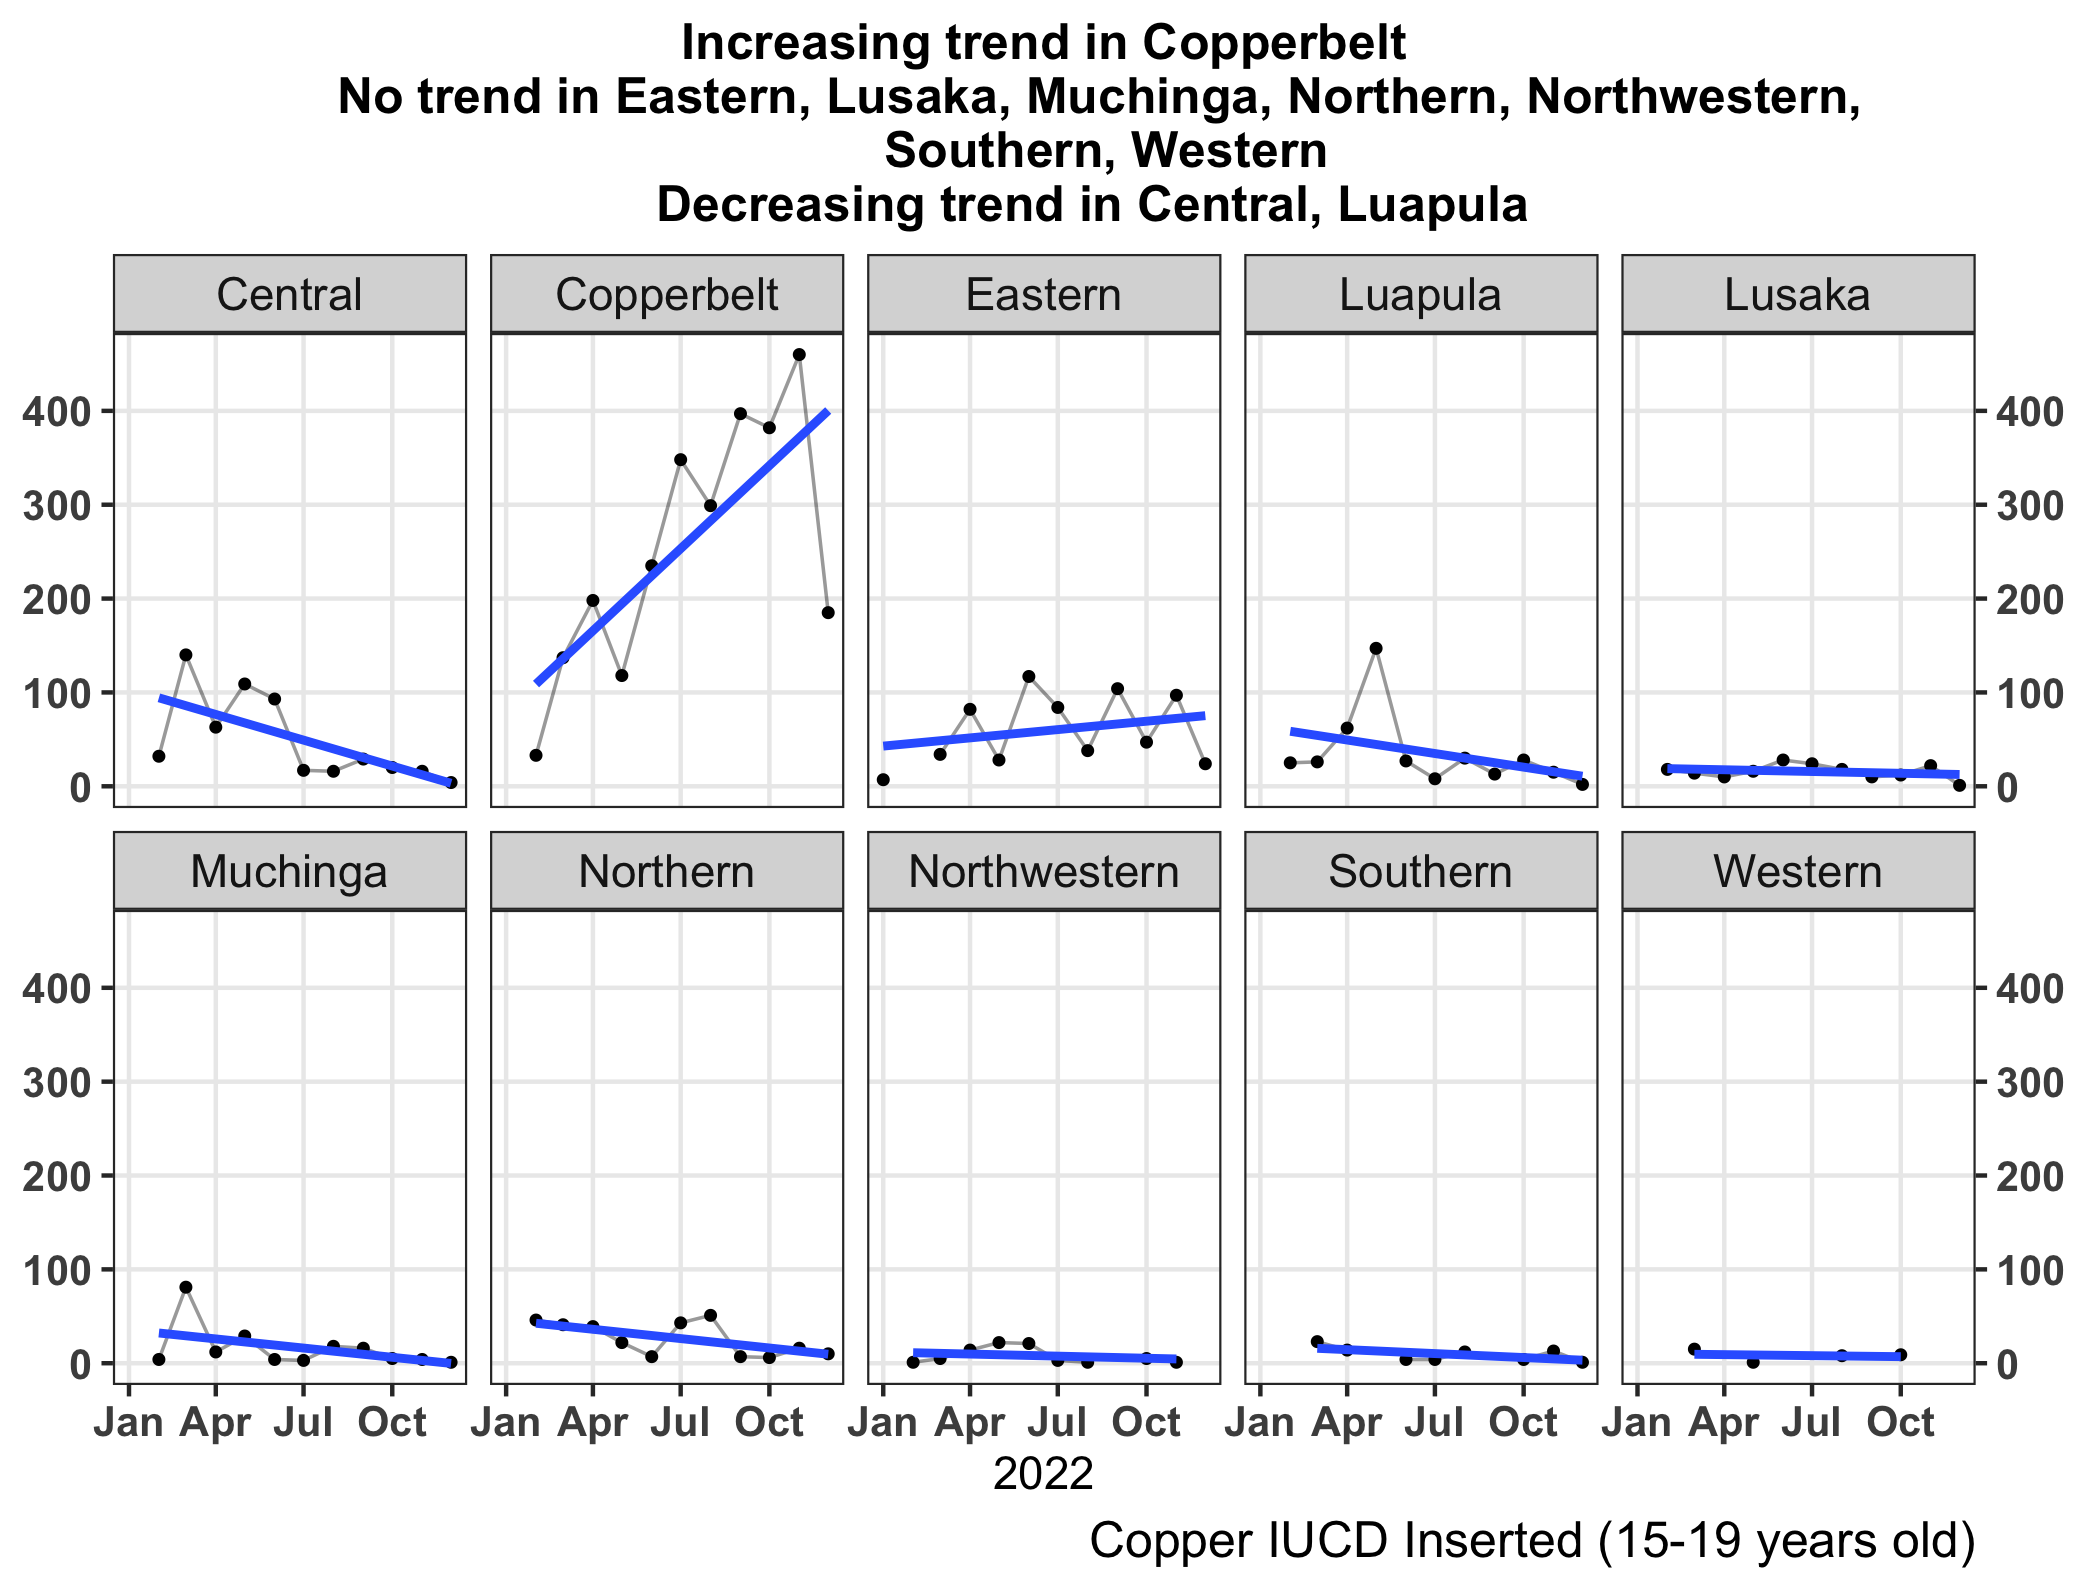 Increasing trend in Copperbelt
No trend in Eastern, Lusaka, Muchinga, Northern, Northwestern,
Southern, Western
Decreasing trend in Central, Luapula
Central Copperbelt Eastern Luapula Lusaka
400 400
300 300
200 200
100 100
0 0
Muchinga Northern Northwestern Southern Western
400 400
300 300
200 200
100 100
0 0
Jan Apr Jul Oct Jan Apr Jul Oct Jan Apr Jul Oct Jan Apr Jul Oct Jan Apr Jul Oct
2022
Copper IUCD Inserted (15-19 years old)